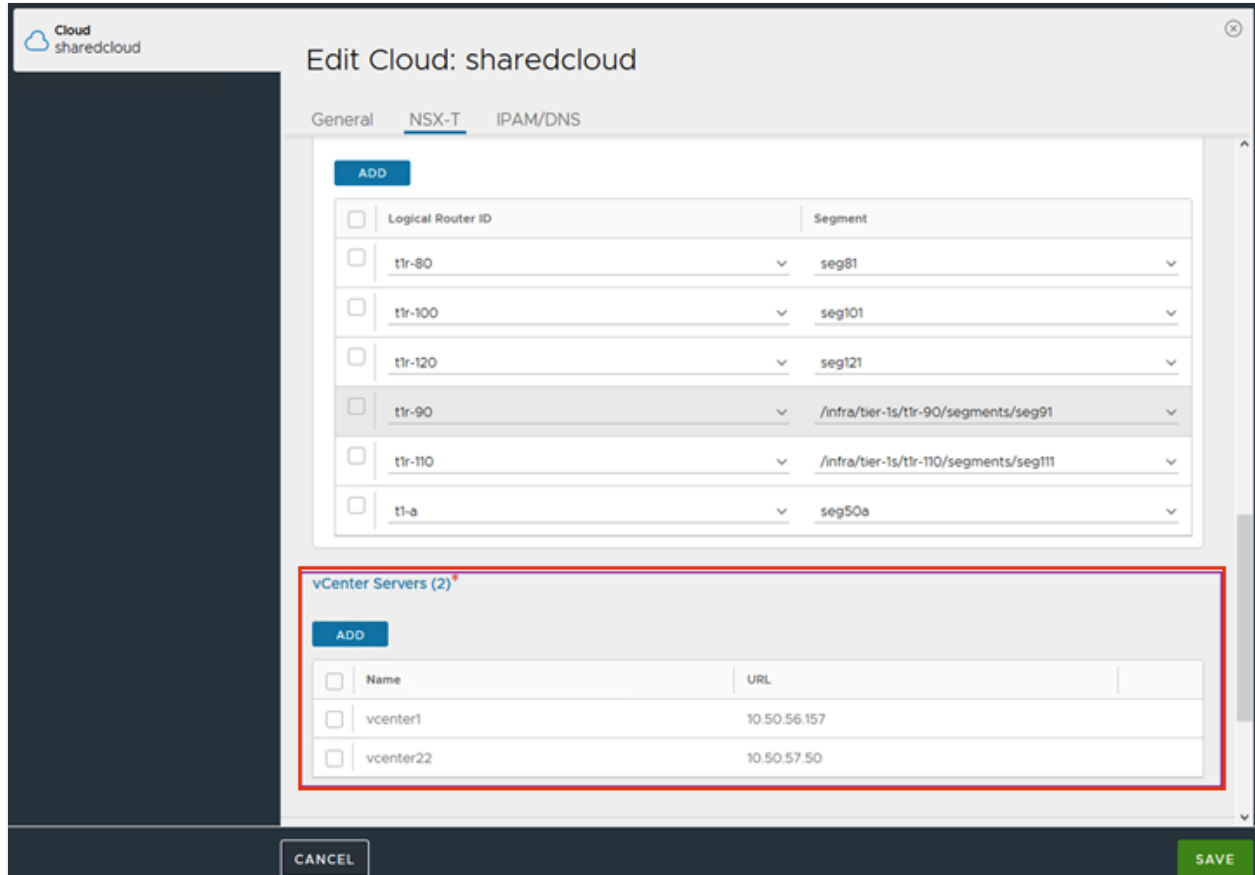 Cloud
sharedcloud
Edit Cloud: sharedcloud
General NSX-T IPAM/DNS
ADD
Logical Router ID Segment
t1r-80 seg81
t1r-100 seg101
t1r-120 seg121
t1r-90 /infra/tier-1s/t1r-90/segments/seg91
t1r-110 /infra/tier-1s/t1r-110/segments/seg111
t1-a seg50a
vCenter Servers (2)*
ADD
Name URL
vcenter1 10.50.56.157
vcenter22 10.50.57.50
CANCEL SAVE